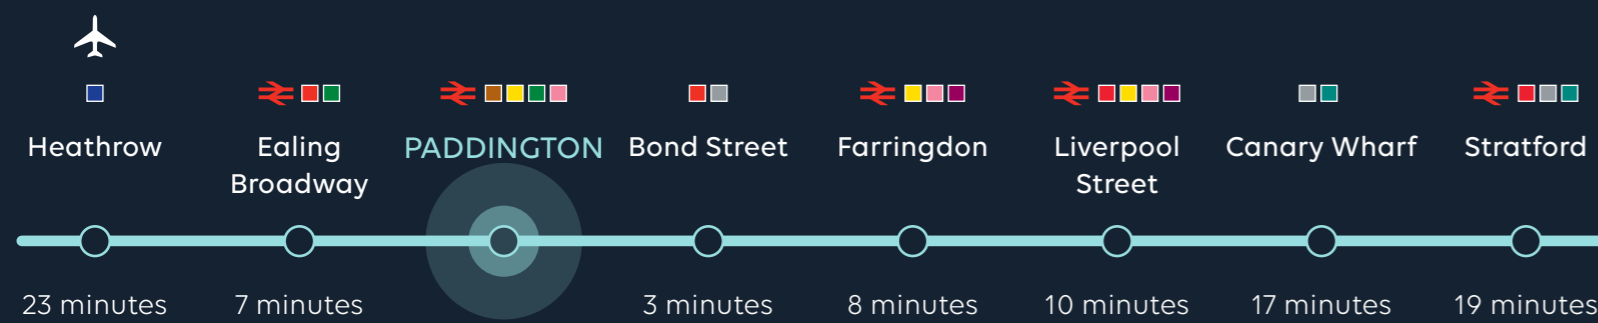 Heathrow
Ealing
Broadway
PADDINGTON
Bond Street
Farringdon
Liverpool
Street
Canary Wharf
Stratford
23 minutes
7 minutes
3 minutes
8 minutes
10 minutes
17 minutes
19 minutes